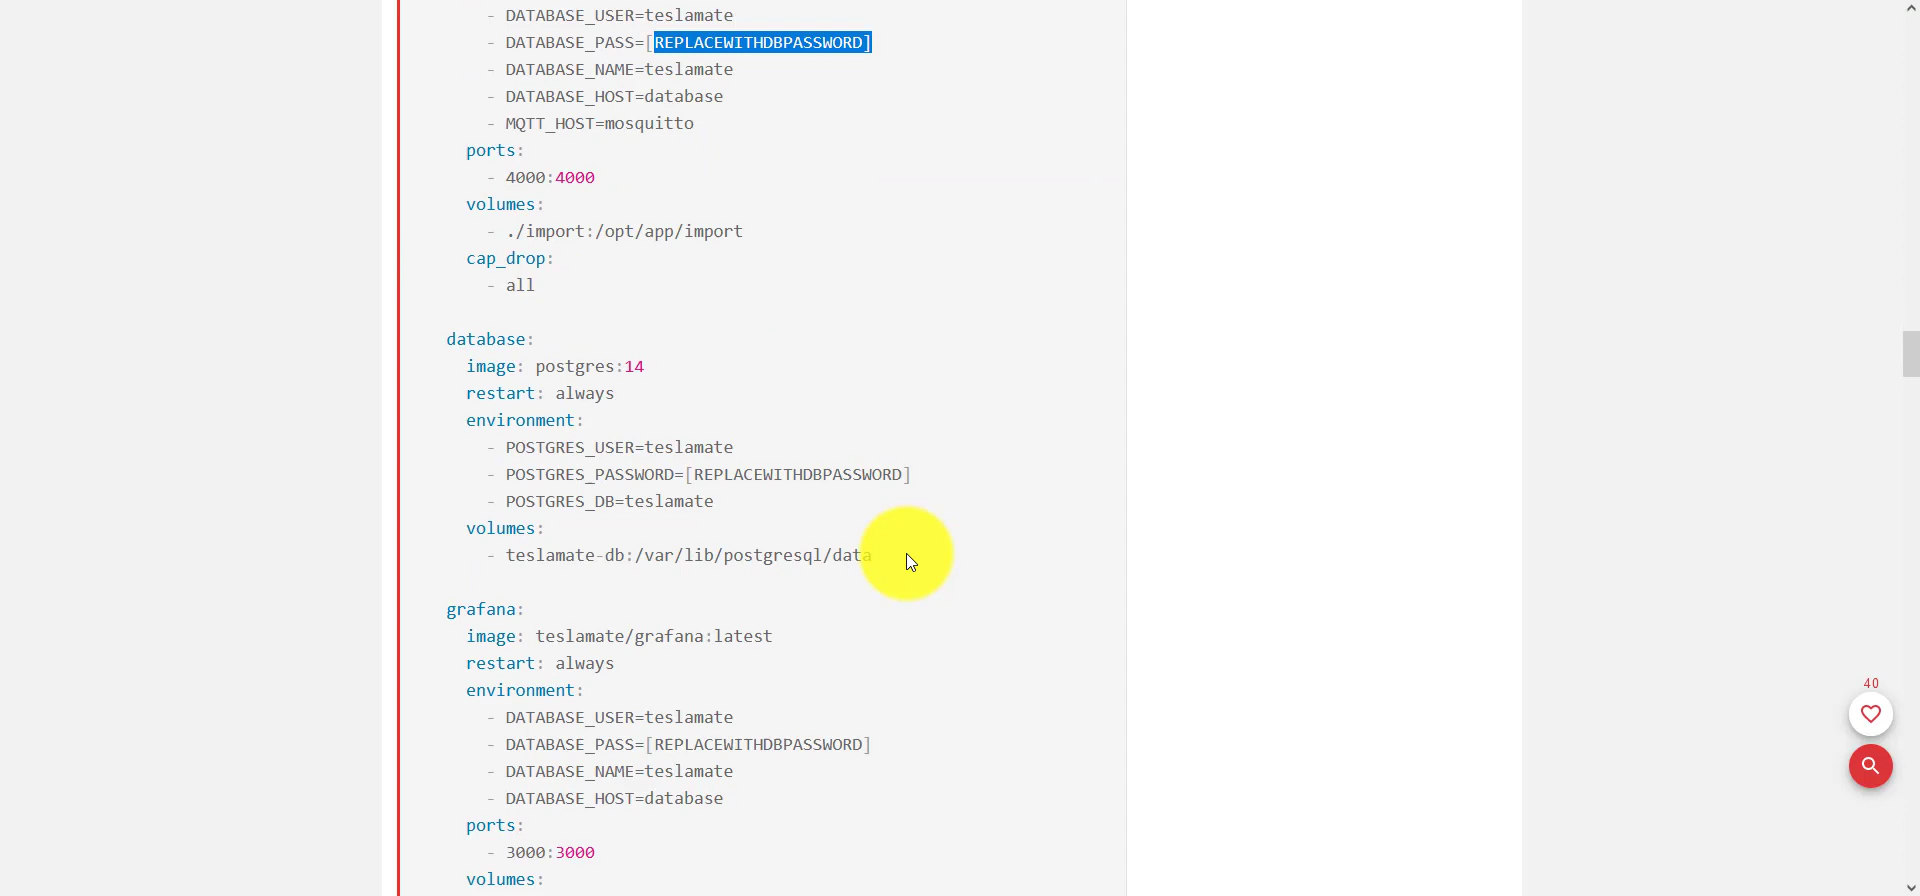 - DATABASE_USER=teslamate
- DATABASE_PASS=[REPLACEWITHDBPASSWORD]
- DATABASE_NAME=teslamate
- DATABASE_HOST=database
- MQTT_HOST=mosquitto
ports:
- 4000:4000
volumes:
- ./import:/opt/app/import
cap_drop:
- all
database:
image: postgres:14
restart: always
environment:
- POSTGRES_USER=teslamate
- POSTGRES_PASSWORD=[REPLACEWITHDBPASSWORD]
- POSTGRES_DB=teslamate
volumes:
- teslamate-db:/var/lib/postgresql/data
grafana:
image: teslamate/grafana:latest
restart: always
environment:
- DATABASE_USER=teslamate
- DATABASE_PASS=[REPLACEWITHDBPASSWORD]
- DATABASE_NAME=teslamate
- DATABASE_HOST=database
ports:
- 3000:3000
volumes:
40